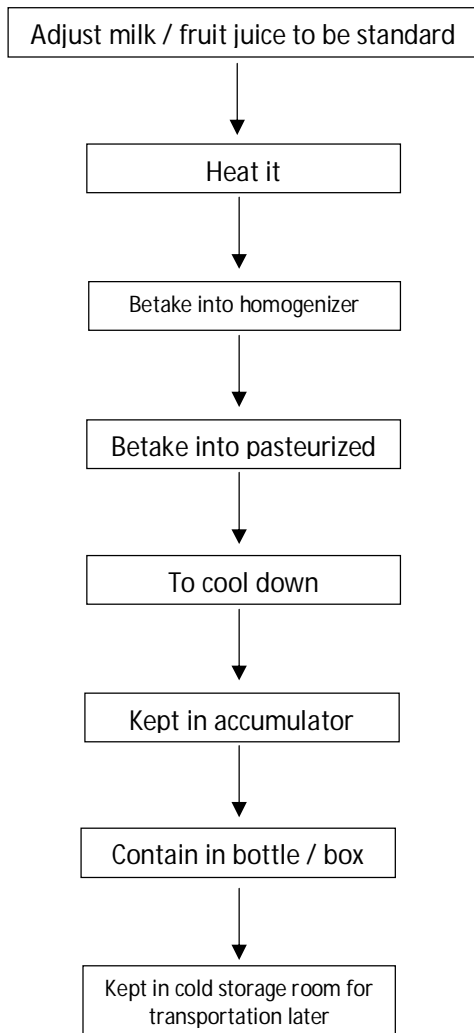 Adjust milk / fruit juice to be standard
Heat it
Betake into homogenizer
Betake into pasteurized
To cool down
Kept in accumulator
Contain in bottle / box
Kept in cold storage room for
transportation later